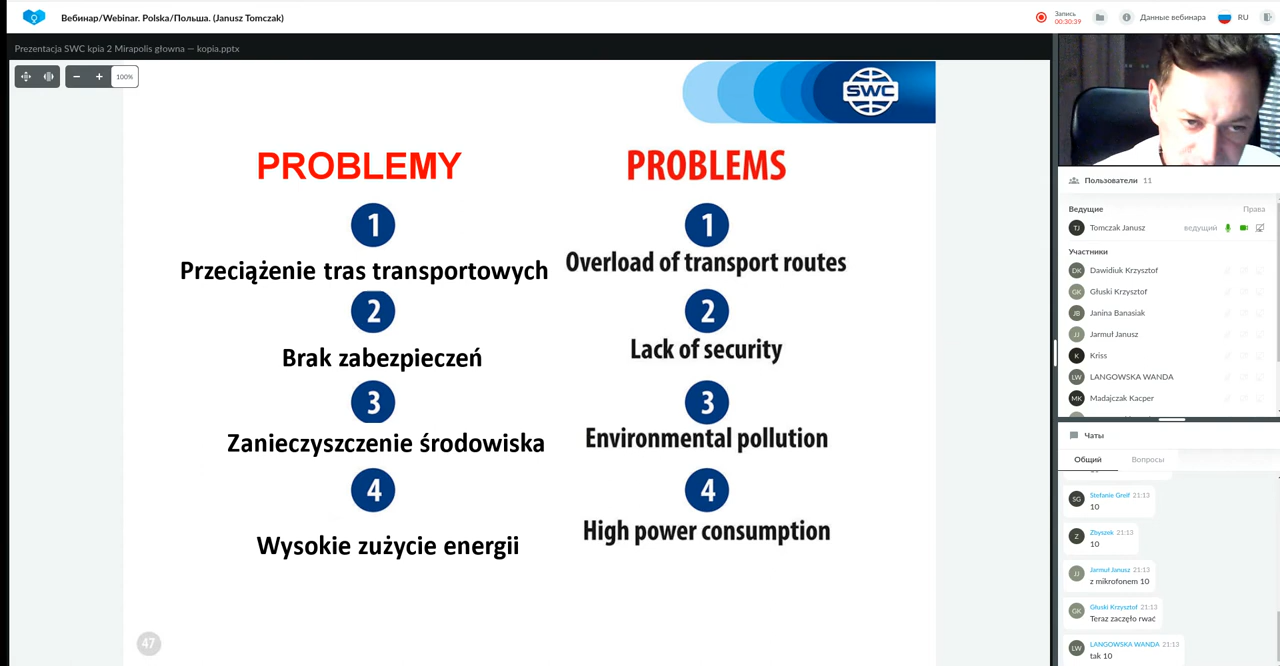 Вебинар/Webinar. Polska/Польша. (Janusz Tomczak)
Запись
00:30:39
Данные вебинара
RU
Prezentacja SWC kpia 2 Mirapolis głowna — kopia.pptx
100%
SWC
PROBLEMY
1
Przeciążenie tras transportowych
2
Brak zabezpieczeń
3
Zanieczyszczenie środowiska
4
Wysokie zużycie energii
PROBLEMS
1
Overload of transport routes
2
Lack of security
3
Environmental pollution
4
High power consumption
47
Пользователи 11
Ведущие Права
TJ Tomczak Janusz ведущий
Участники
DK Dawidiuk Krzysztof
GK Głuski Krzysztof
JB Janina Banasiak
JJ Jarmuł Janusz
K Kriss
LW LANGOWSKA WANDA
MK Madajczak Kacper
Чаты
Общий Вопросы
SG Stefanie Greif 21:13
10
Z Zbyszek 21:13
10
JJ Jarmuł Janusz 21:13
z mikrofonem 10
GK Głuski Krzysztof 21:13
Teraz zaczęło rwać
LW LANGOWSKA WANDA 21:13
tak 10